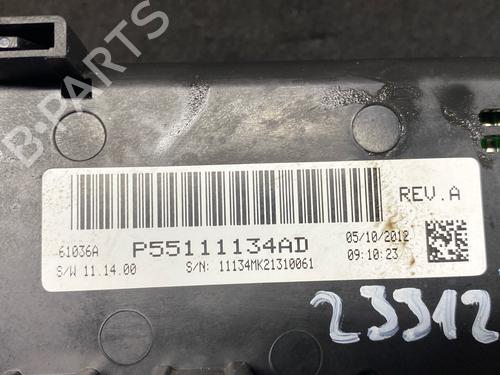 B-PARTS
REV.A
61036A P55111134AD 05/10/2012
S/W 11.14.00 S/N: 11134MK21310061 09:10:23
23312